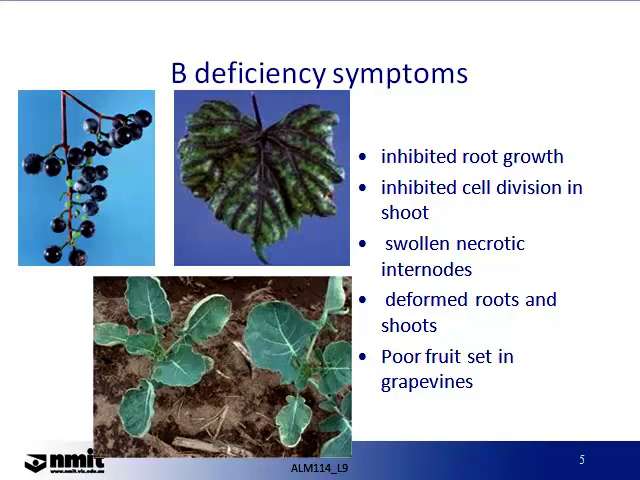 B deficiency symptoms
• inhibited root growth
• inhibited cell division in
shoot
• swollen necrotic
internodes
• deformed roots and
shoots
• Poor fruit set in
grapevines
nmit
www.nmit.vic.edu.au
ALM114_L9
5